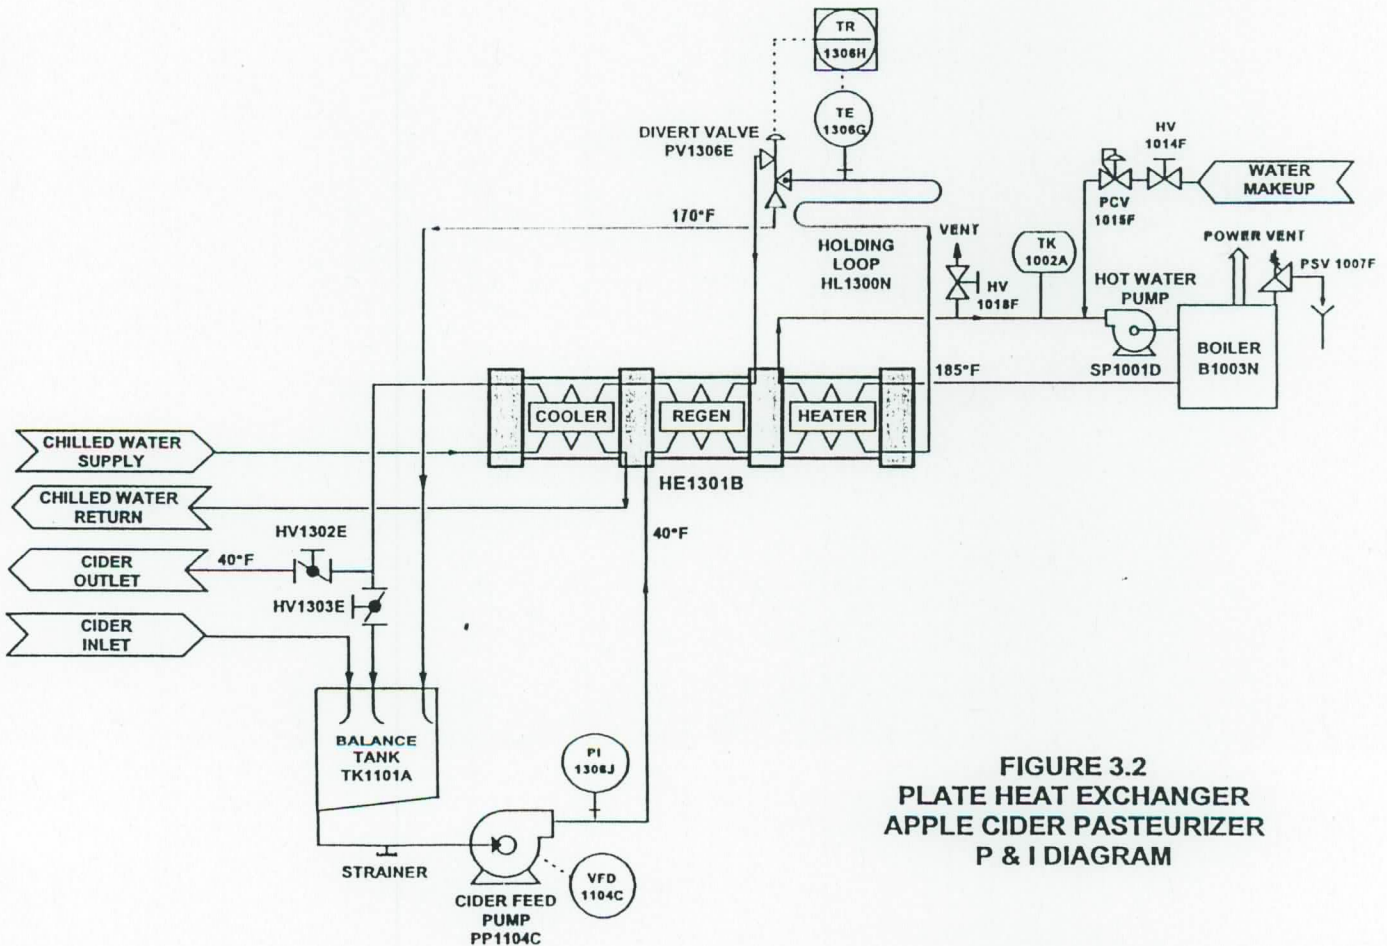 TR
1306H
TE
1306G
DIVERT VALVE
PV1306E
HV
1014F
WATER
MAKEUP
PCV
1015F
170°F
VENT
TK
1002A
POWER VENT
PSV 1007F
HOLDING
LOOP
HL1300N
HV
1018F
HOT WATER
PUMP
SP1001D
BOILER
B1003N
185°F
COOLER
REGEN
HEATER
CHILLED WATER
SUPPLY
HE1301B
CHILLED WATER
RETURN
40°F
HV1302E
CIDER
OUTLET
40°F
HV1303E
CIDER
INLET
BALANCE
TANK
TK1101A
PI
1306J
STRAINER
VFD
1104C
CIDER FEED
PUMP
PP1104C
FIGURE 3.2
PLATE HEAT EXCHANGER
APPLE CIDER PASTEURIZER
P & I DIAGRAM